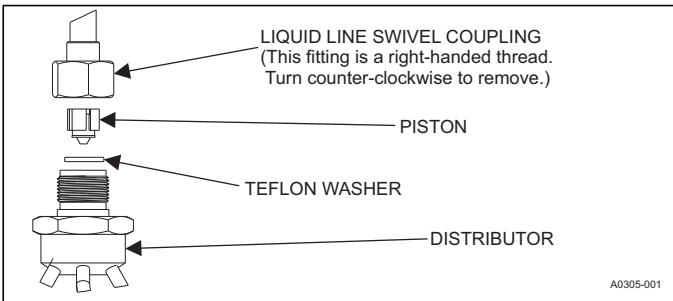 LIQUID LINE SWIVEL COUPLING
(This fitting is a right-handed thread.
Turn counter-clockwise to remove.)
PISTON
TEFLON WASHER
DISTRIBUTOR
A0305-001